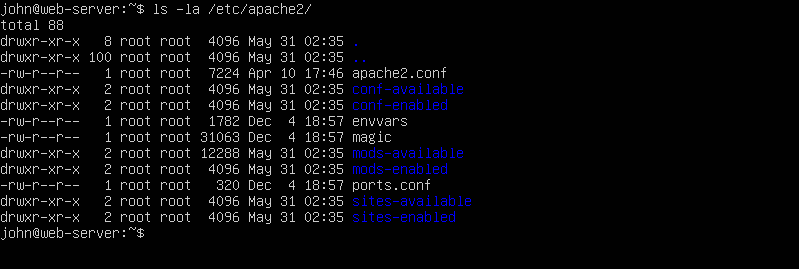 john@web-server:~$ ls -la /etc/apache2/
total 88
drwxr-xr-x   8 root root  4096 May 31 02:35 .
drwxr-xr-x 100 root root  4096 May 31 02:35 ..
-rw-r--r--   1 root root  7224 Apr 10 17:46 apache2.conf
drwxr-xr-x   2 root root  4096 May 31 02:35 conf-available
drwxr-xr-x   2 root root  4096 May 31 02:35 conf-enabled
-rw-r--r--   1 root root  1782 Dec  4 18:57 envvars
-rw-r--r--   1 root root 31063 Dec  4 18:57 magic
drwxr-xr-x   2 root root 12288 May 31 02:35 mods-available
drwxr-xr-x   2 root root  4096 May 31 02:35 mods-enabled
-rw-r--r--   1 root root   320 Dec  4 18:57 ports.conf
drwxr-xr-x   2 root root  4096 May 31 02:35 sites-available
drwxr-xr-x   2 root root  4096 May 31 02:35 sites-enabled
john@web-server:~$